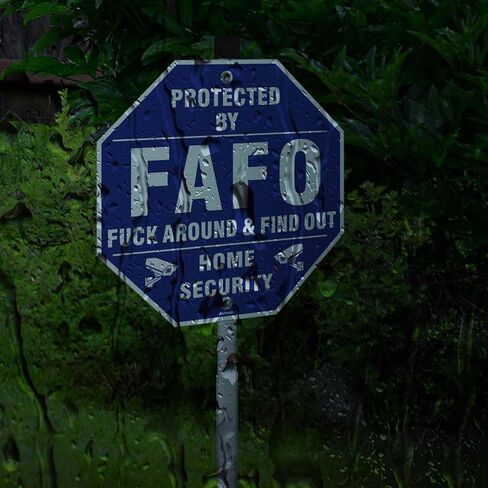 PROTECTED
BY
FAFO
FUCK AROUND & FIND OUT
HOME
SECURITY